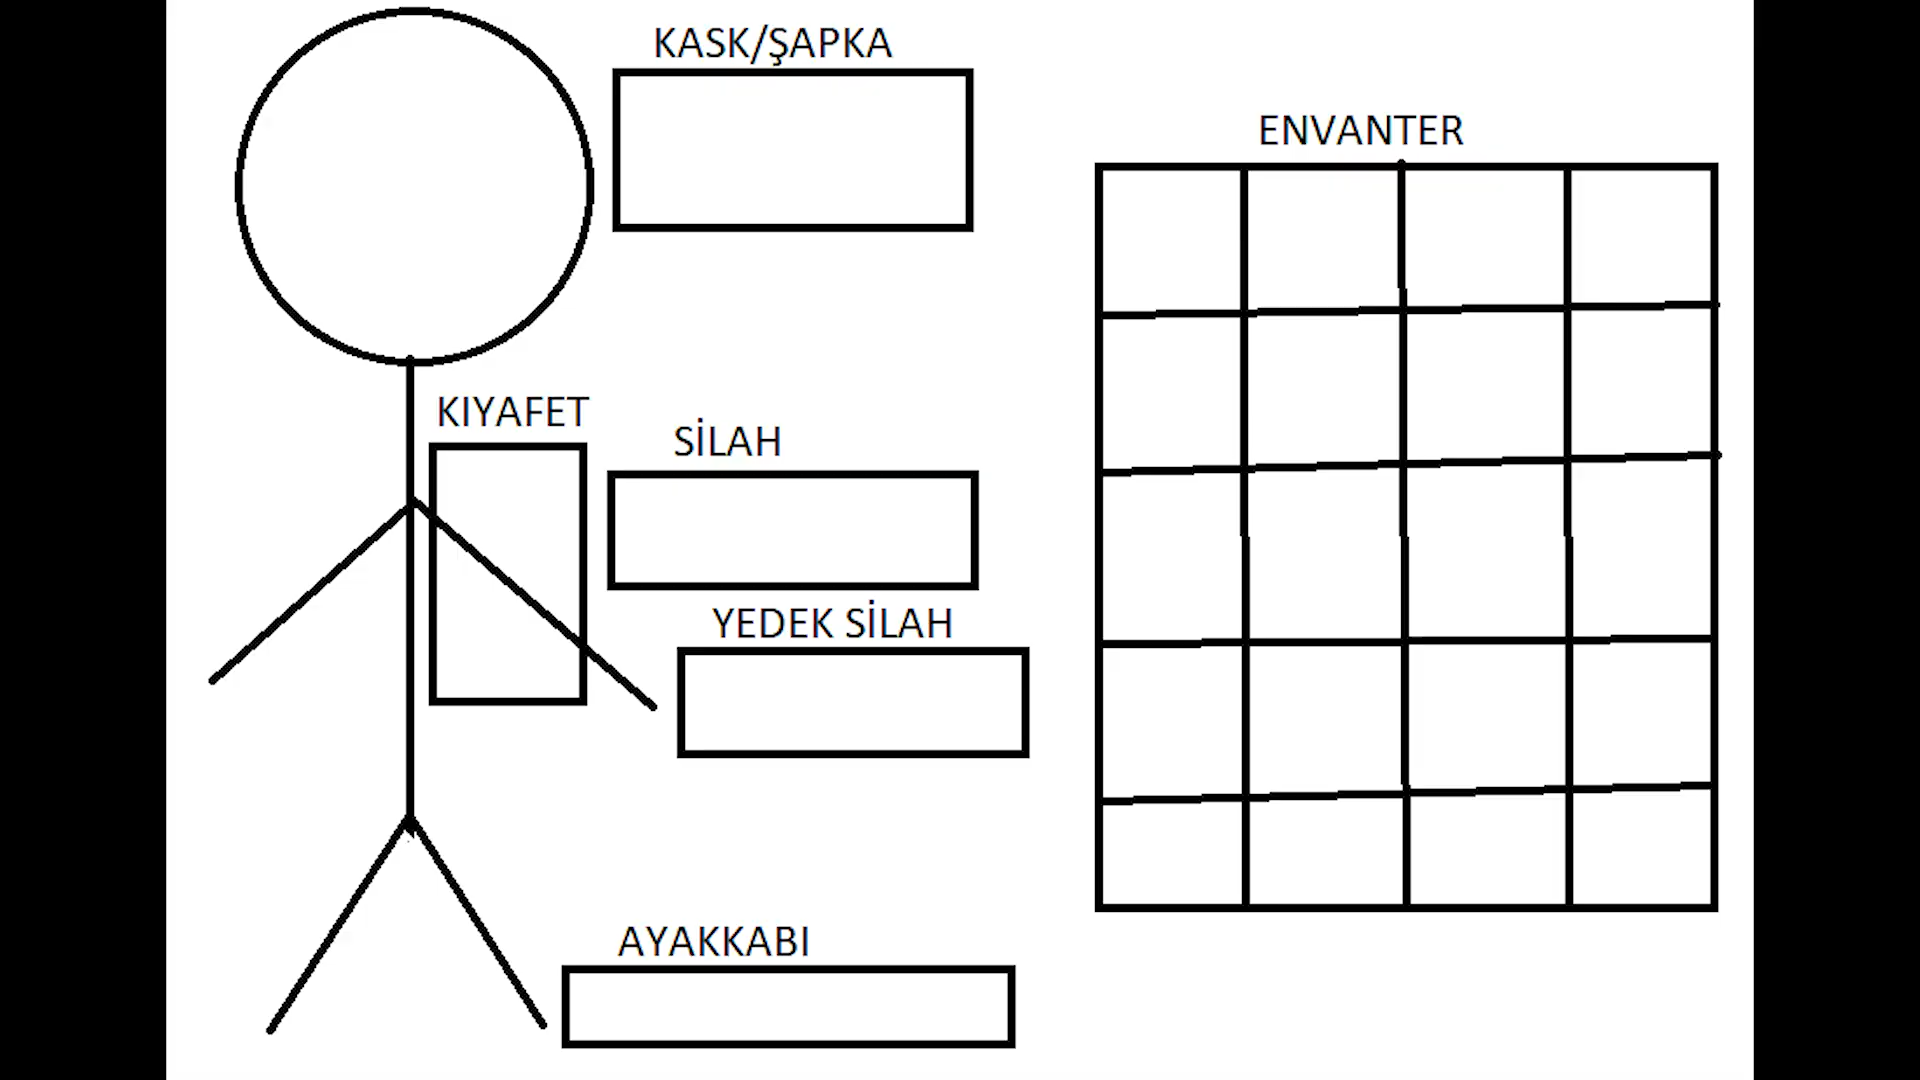 KASK/ŞAPKA
ENVANTER
KIYAFET
SİLAH
YEDEK SİLAH
AYAKKABI